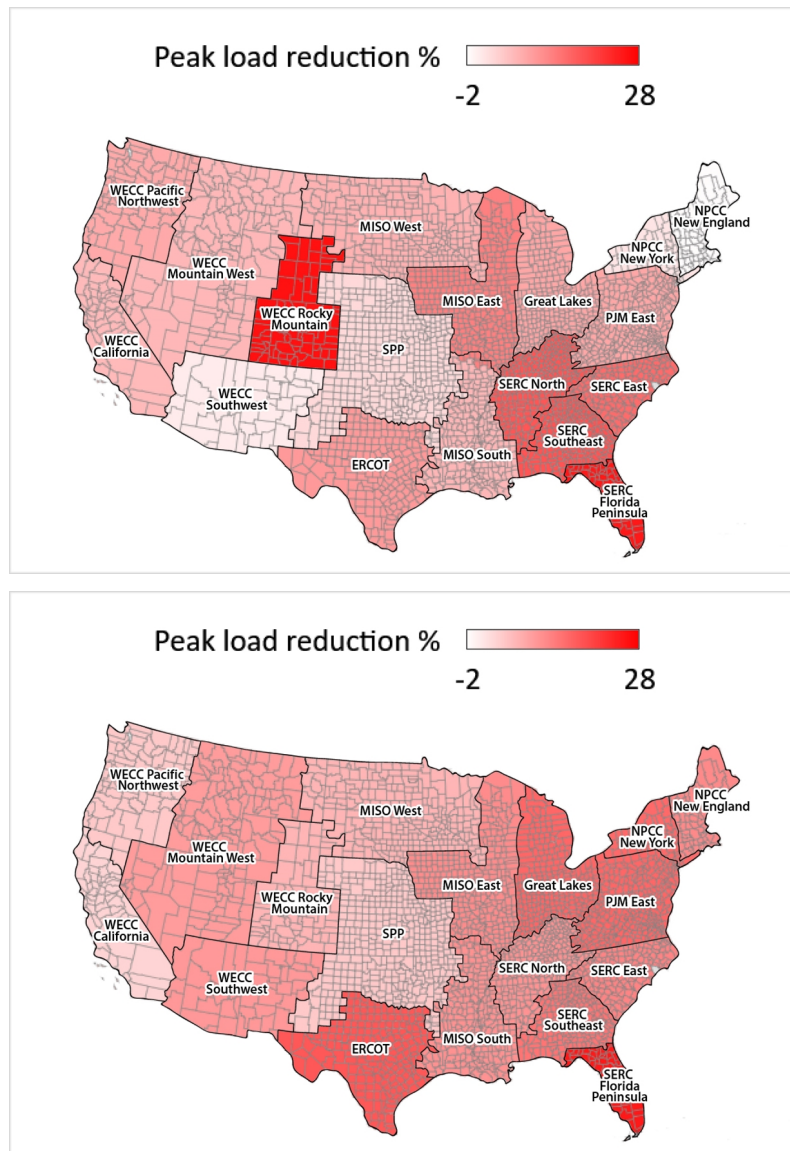 Peak load reduction %
-2 28
WECC Pacific
Northwest
MISO West
NPCC
New England
NPCC
New York
WECC
Mountain West
MISO East
Great Lakes
WECC Rocky
Mountain
PJM East
WECC
California
SPP
SERC North
SERC East
WECC
Southwest
SERC
Southeast
MISO South
ERCOT
SERC
Florida
Peninsula
Peak load reduction %
-2 28
WECC Pacific
Northwest
MISO West
NPCC
New England
NPCC
New York
WECC
Mountain West
MISO East
Great Lakes
WECC Rocky
Mountain
PJM East
WECC
California
SPP
SERC North
SERC East
WECC
Southwest
SERC
Southeast
MISO South
ERCOT
SERC
Florida
Peninsula